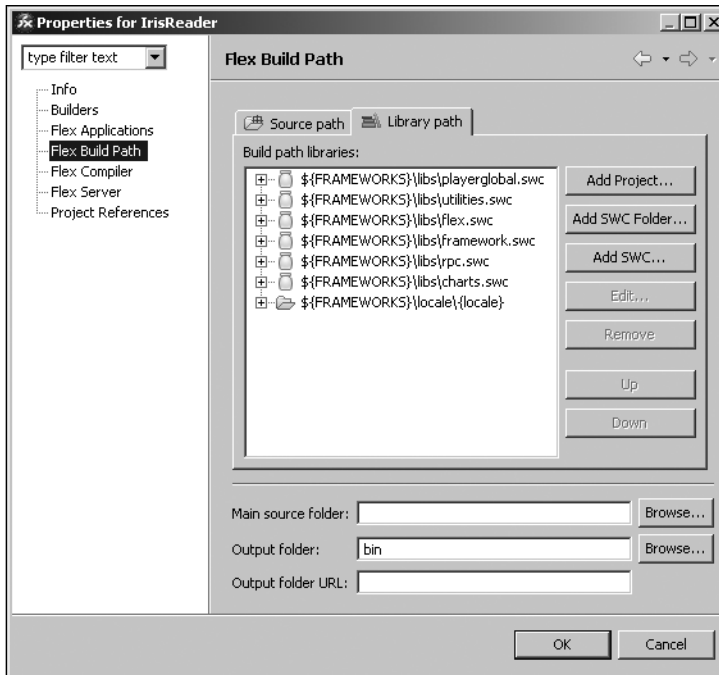 Properties for IrisReader
type filter text
Flex Build Path
Info
Builders
Flex Applications
Flex Build Path
Flex Compiler
Flex Server
Project References
Source path
Library path
Build path libraries:
${FRAMEWORKS}\libs\playerglobal.swc
${FRAMEWORKS}\libs\utilities.swc
${FRAMEWORKS}\libs\flex.swc
${FRAMEWORKS}\libs\framework.swc
${FRAMEWORKS}\libs\rpc.swc
${FRAMEWORKS}\libs\charts.swc
${FRAMEWORKS}\locale\{locale}
Add Project...
Add SWC Folder...
Add SWC...
Edit...
Remove
Up
Down
Main source folder:
Browse...
Output folder:
bin
Browse...
Output folder URL:
OK
Cancel